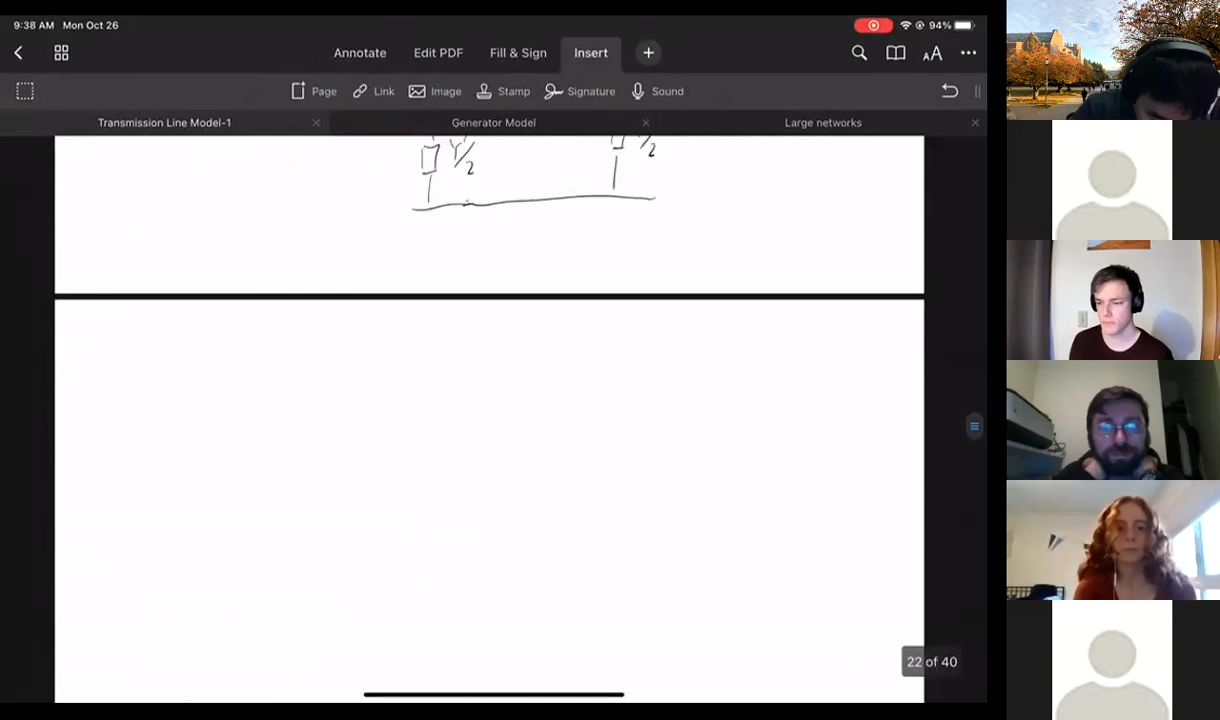 9:38 AM Mon Oct 26
94%
Annotate Edit PDF Fill & Sign Insert +
AA
Page Link Image Stamp Signature Sound
Transmission Line Model-1 Generator Model Large networks
Y/2 /2
22 of 40